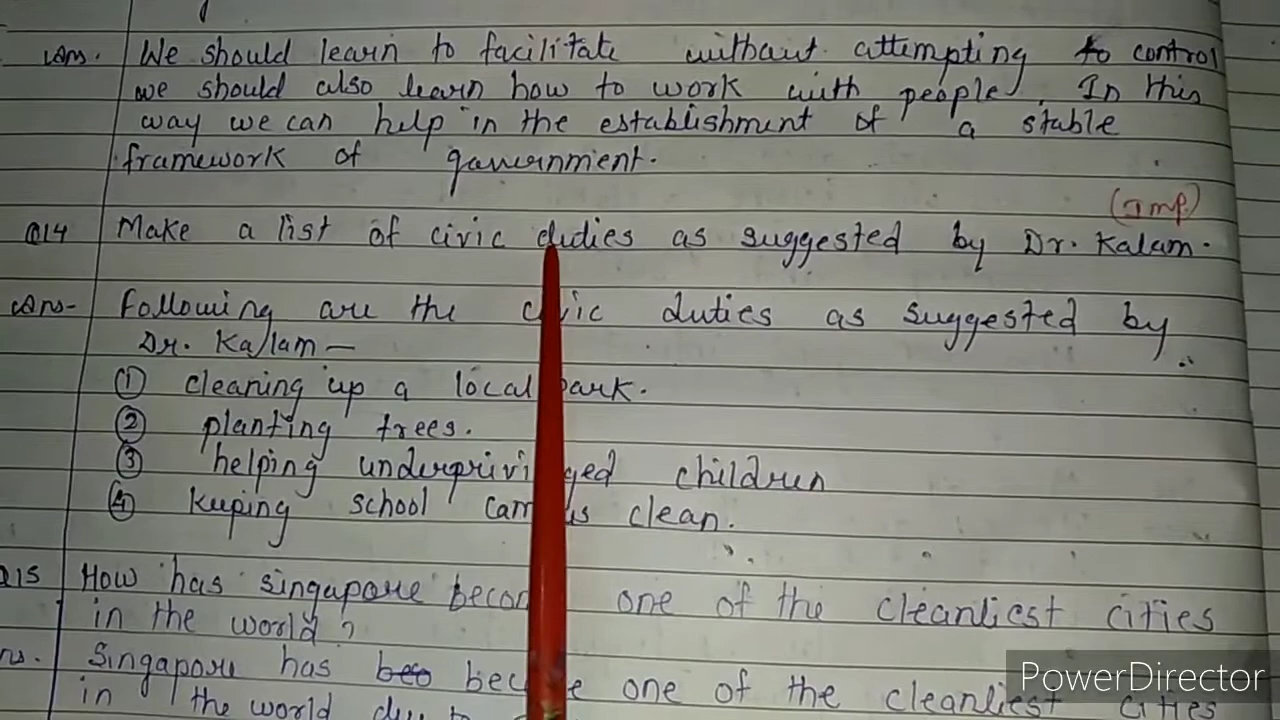 Ans. We should learn to facilitate without attempting to control
we should also learn how to work with people. In this
way we can help in the establishment of a stable
framework of government.
(Imp)
Q14 Make a list of civic duties as suggested by Dr. Kalam.
Ans- Following are the civic duties as suggested by
Dr. Kalam —
① cleaning up a local park.
② planting trees.
③ helping children
④ keeping school campus clean.
Q15 How has singapore become one of the cleanliest cities
in the world?
Ans. Singapore has become one of the cleanliest cities
in the world due to
PowerDirector